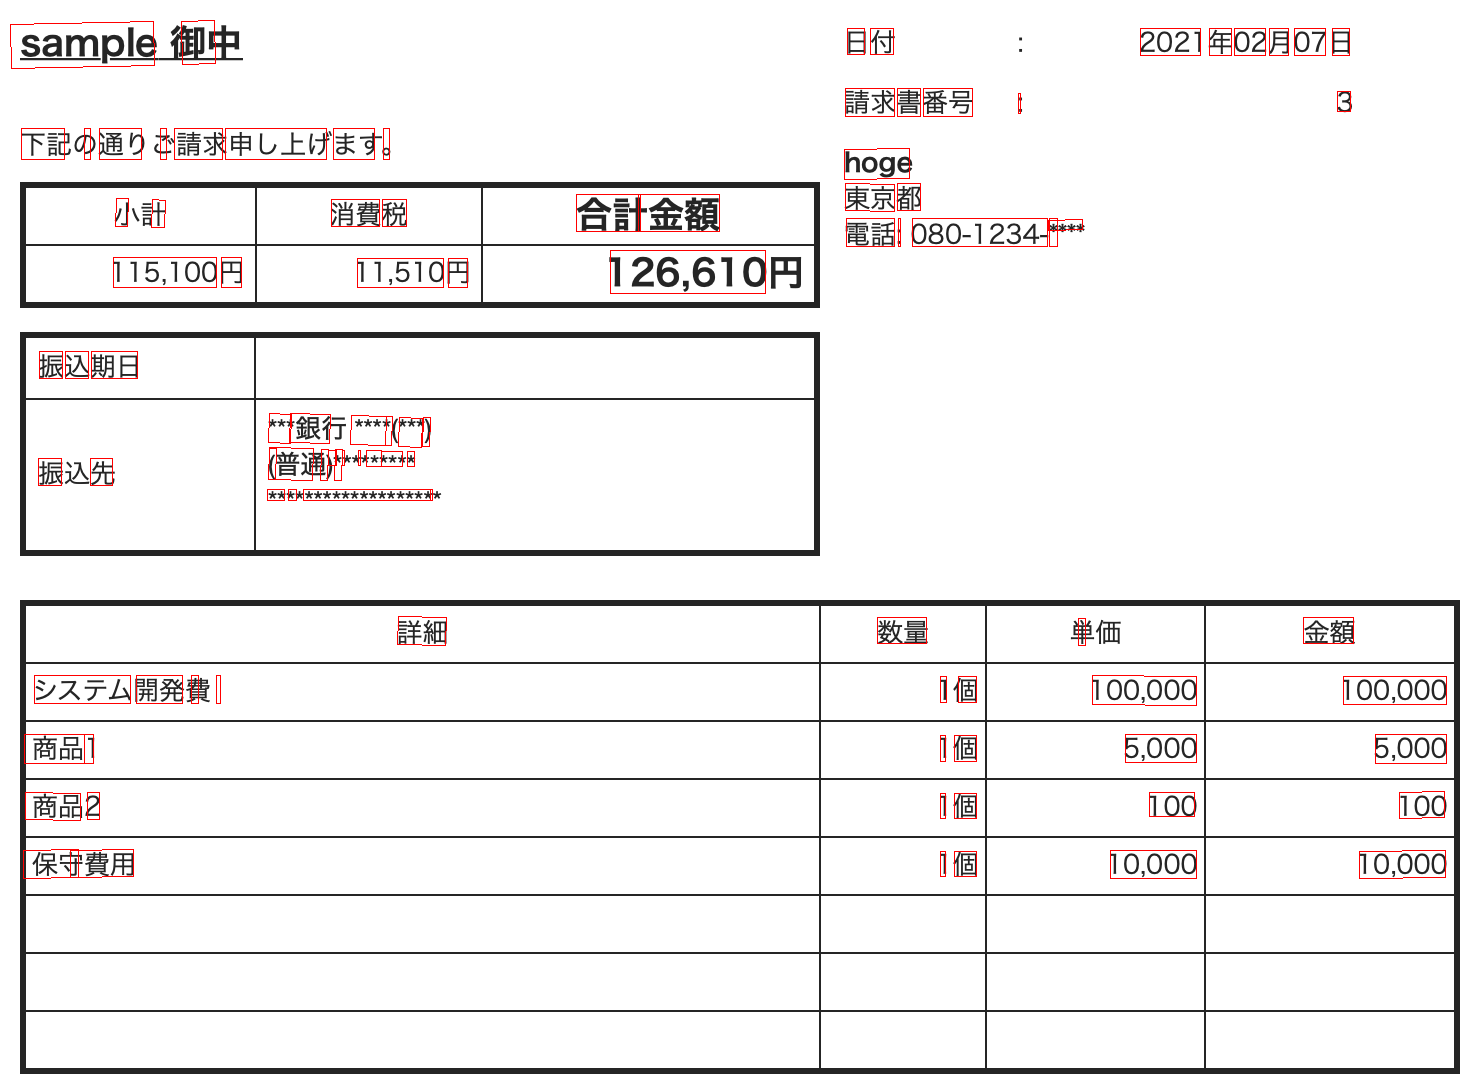 sample 御中
日付 : 2021年02月07日
請求書番号 : 3
下記の通りご請求申し上げます。
hoge
東京都
電話: 080-1234-****
小計 消費税 合計金額
115,100円 11,510円 126,610円
振込期日
振込先
***銀行 ****(***)
(普通)*********
*******************
詳細 数量 単価 金額
システム開発費 1個 100,000 100,000
商品1 1個 5,000 5,000
商品2 1個 100 100
保守費用 1個 10,000 10,000